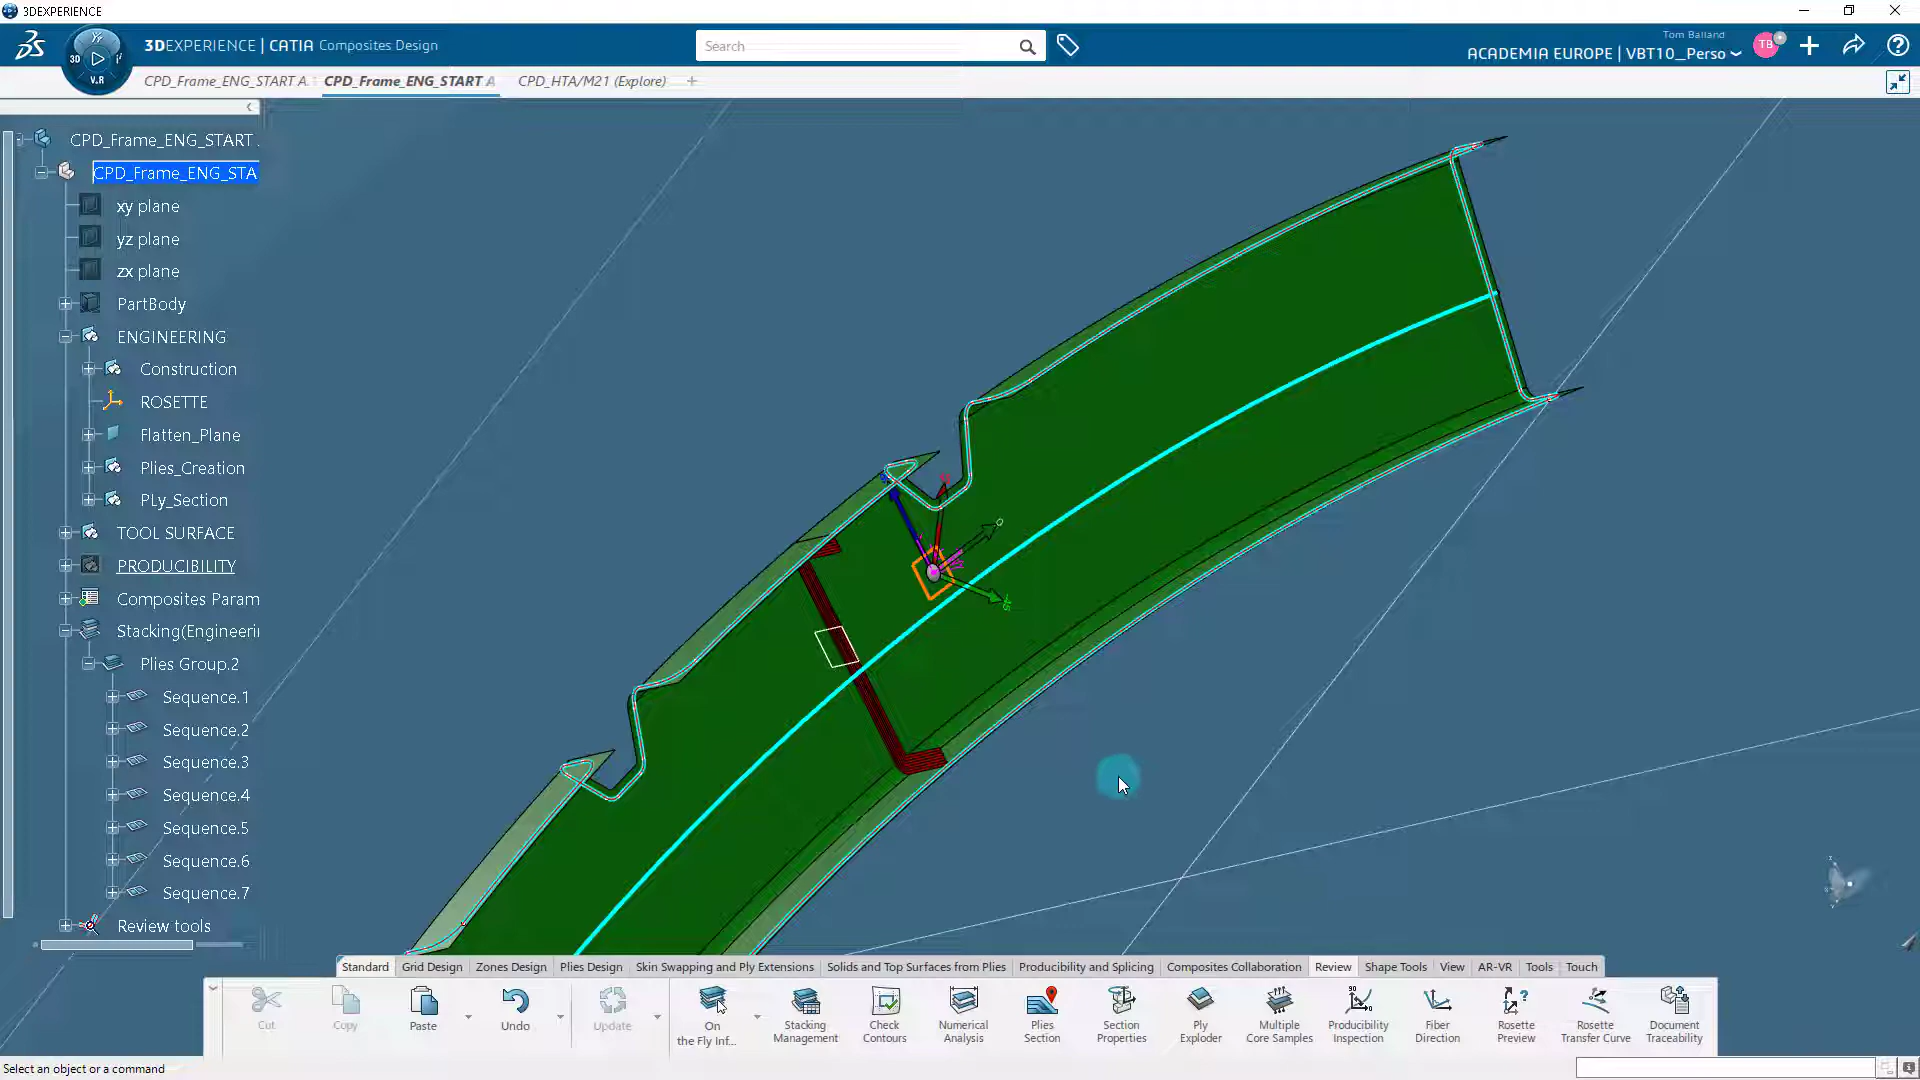 3DEXPERIENCE
3DEXPERIENCE | CATIA Composites Design
Search
Tom Balland
ACADEMIA EUROPE | VBT10__Perso
TB
3D
V.R
CPD_Frame_ENG_START A.
CPD_Frame_ENG_START A
CPD_HTA/M21 (Explore)
CPD_Frame_ENG_START .
CPD_Frame_ENG_STA
xy plane
yz plane
zx plane
PartBody
ENGINEERING
Construction
ROSETTE
Flatten_Plane
Plies_Creation
PLy_Section
TOOL SURFACE
PRODUCIBILITY
Composites Param
Stacking(Engineeri
Plies Group.2
Sequence.1
Sequence.2
Sequence.3
Sequence.4
Sequence.5
Sequence.6
Sequence.7
Review tools
Standard Grid Design Zones Design Plies Design Skin Swapping and Ply Extensions Solids and Top Surfaces from Plies Producibility and Splicing Composites Collaboration Review Shape Tools View AR-VR Tools Touch
Cut
Copy
Paste
Undo
Update
On
the Fly Inf...
Stacking
Management
Check
Contours
Numerical
Analysis
Plies
Section
Section
Properties
Ply
Exploder
Multiple
Core Samples
Producibility
Inspection
Fiber
Direction
Rosette
Preview
Rosette
Transfer Curve
Document
Traceability
Select an object or a command